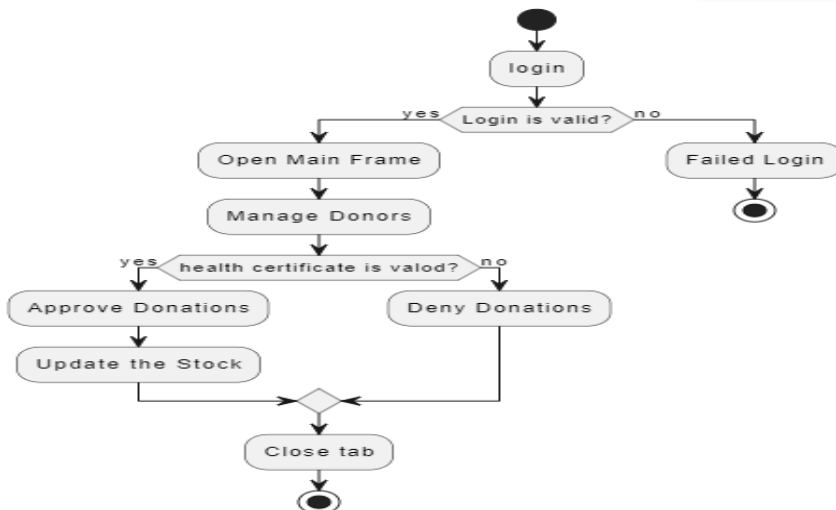 login
yes
Login is valid?
no
Open Main Frame
Failed Login
Manage Donors
yes
health certificate is valod?
no
Approve Donations
Deny Donations
Update the Stock
Close tab